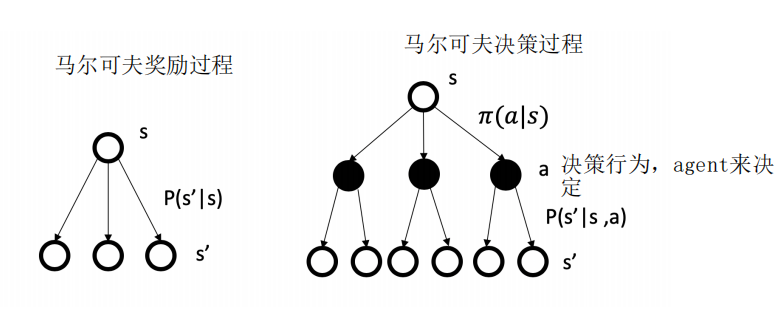 马尔可夫奖励过程
s
P(s’|s)
s’
马尔可夫决策过程
s
π(a|s)
a 决策行为，agent来决
定
P(s’|s ,a)
s’